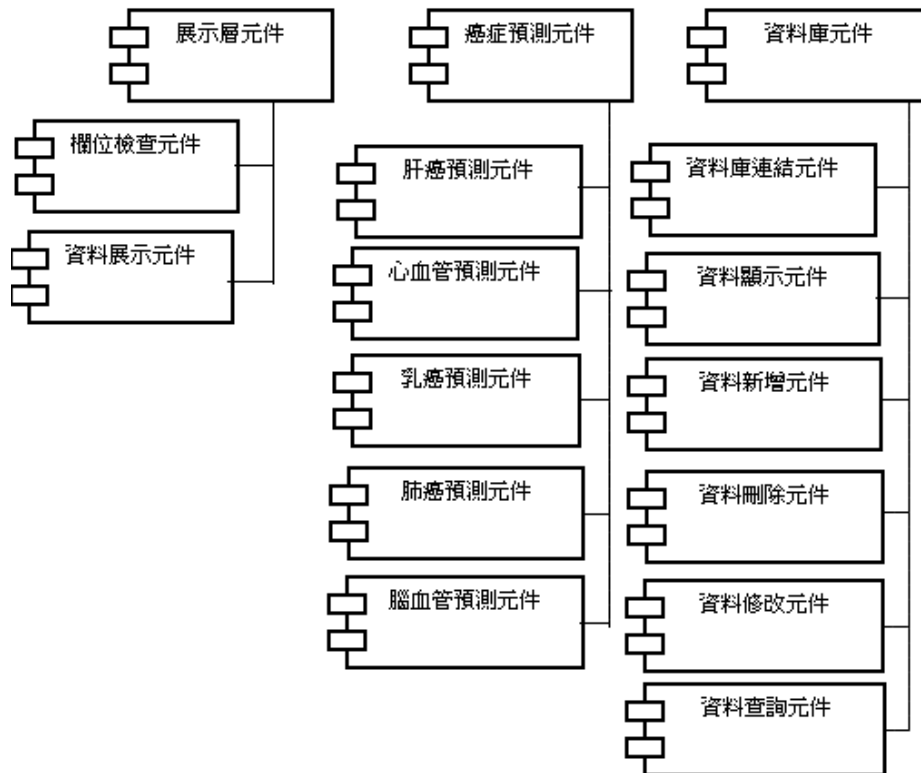 展示層元件
欄位檢查元件
資料展示元件
癌症預測元件
肝癌預測元件
心血管預測元件
乳癌預測元件
肺癌預測元件
腦血管預測元件
資料庫元件
資料庫連結元件
資料顯示元件
資料新增元件
資料刪除元件
資料修改元件
資料查詢元件